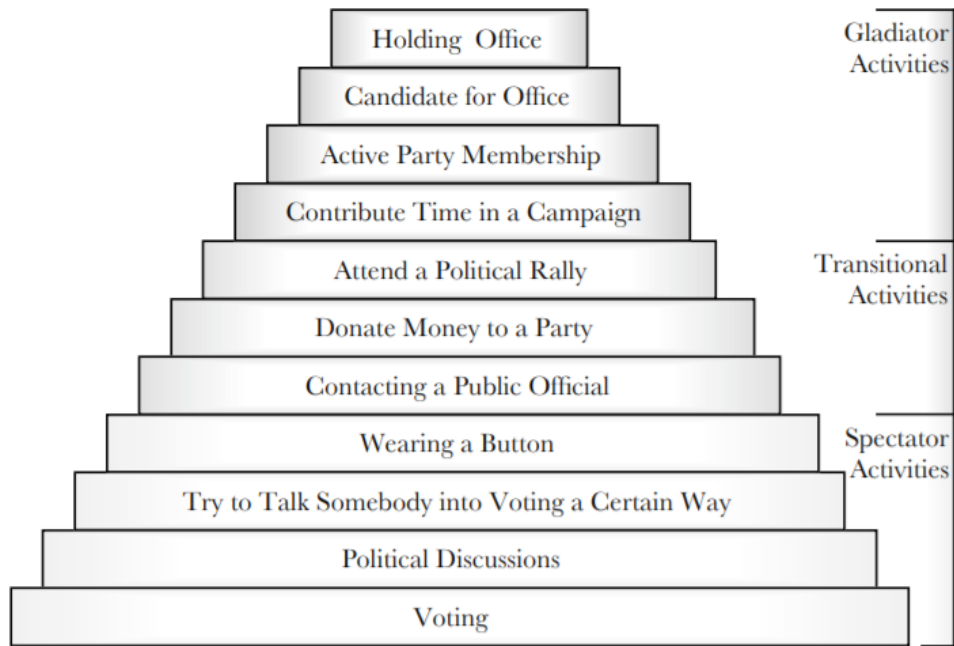 Holding Office
Gladiator
Activities
Candidate for Office
Active Party Membership
Contribute Time in a Campaign
Attend a Political Rally
Transitional
Activities
Donate Money to a Party
Contacting a Public Official
Wearing a Button
Spectator
Activities
Try to Talk Somebody into Voting a Certain Way
Political Discussions
Voting